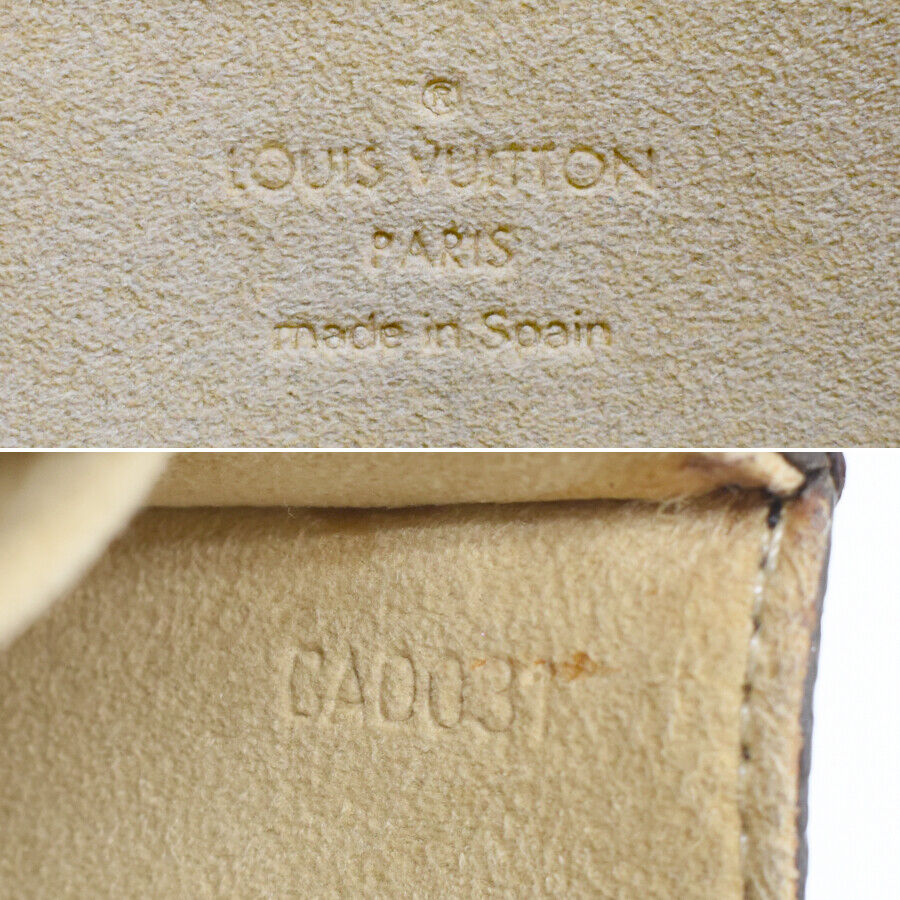 ®
LOUIS VUITTON
PARIS
made in Spain
CA0031